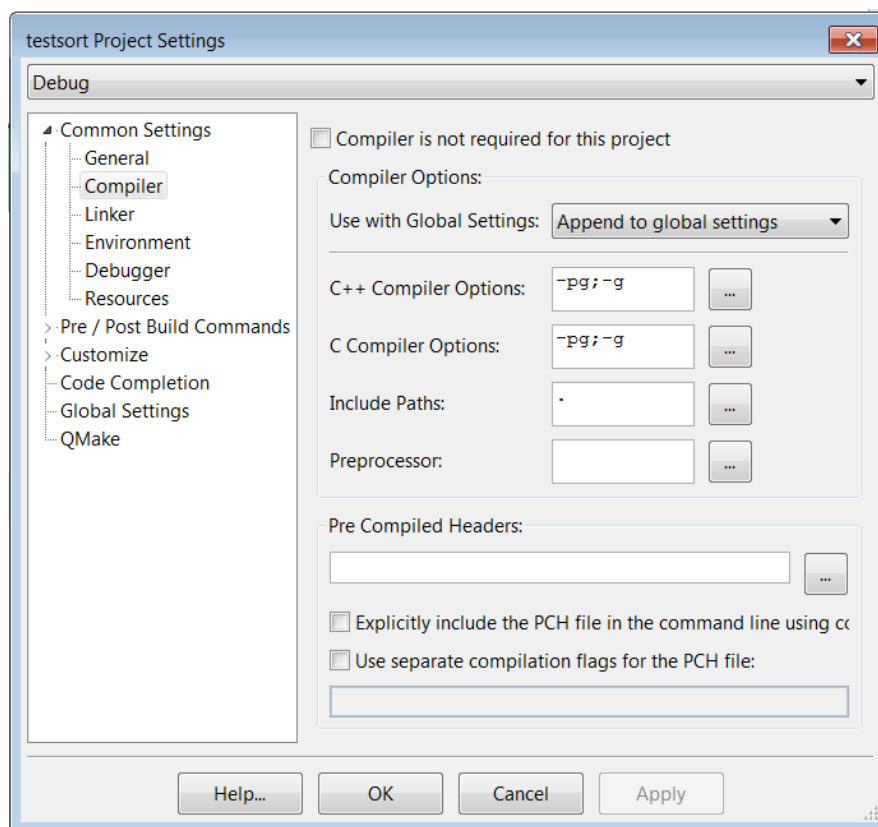 testsort Project Settings
Debug
Common Settings
General
Compiler
Linker
Environment
Debugger
Resources
Pre / Post Build Commands
Customize
Code Completion
Global Settings
QMake
Compiler is not required for this project
Compiler Options:
Use with Global Settings: Append to global settings
C++ Compiler Options: -pg;-g ...
C Compiler Options: -pg;-g ...
Include Paths: . ...
Preprocessor: ...
Pre Compiled Headers:
...
Explicitly include the PCH file in the command line using
Use separate compilation flags for the PCH file:
Help... OK Cancel Apply